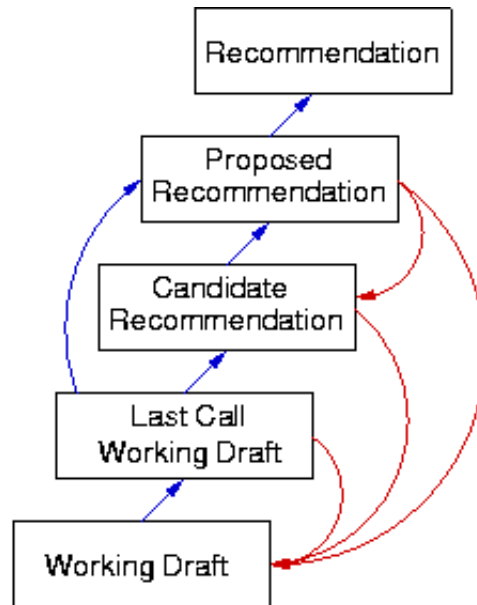 Recommendation
Proposed
Recommendation
Candidate
Recommendation
Last Call
Working Draft
Working Draft